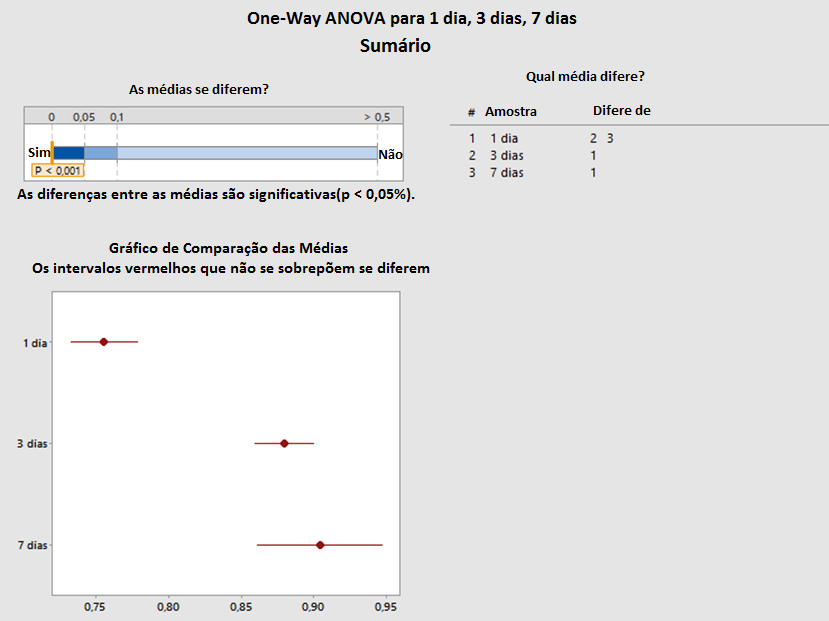 One-Way ANOVA para 1 dia, 3 dias, 7 dias
Sumário
As médias se diferem?
0 0,05 0,1 > 0,5
Sim Não
P < 0,001
As diferenças entre as médias são significativas(p < 0,05%).
Qual média difere?
# Amostra Difere de
1 1 dia 2 3
2 3 dias 1
3 7 dias 1
Gráfico de Comparação das Médias
Os intervalos vermelhos que não se sobrepõem se diferem
1 dia
3 dias
7 dias
0,75 0,80 0,85 0,90 0,95